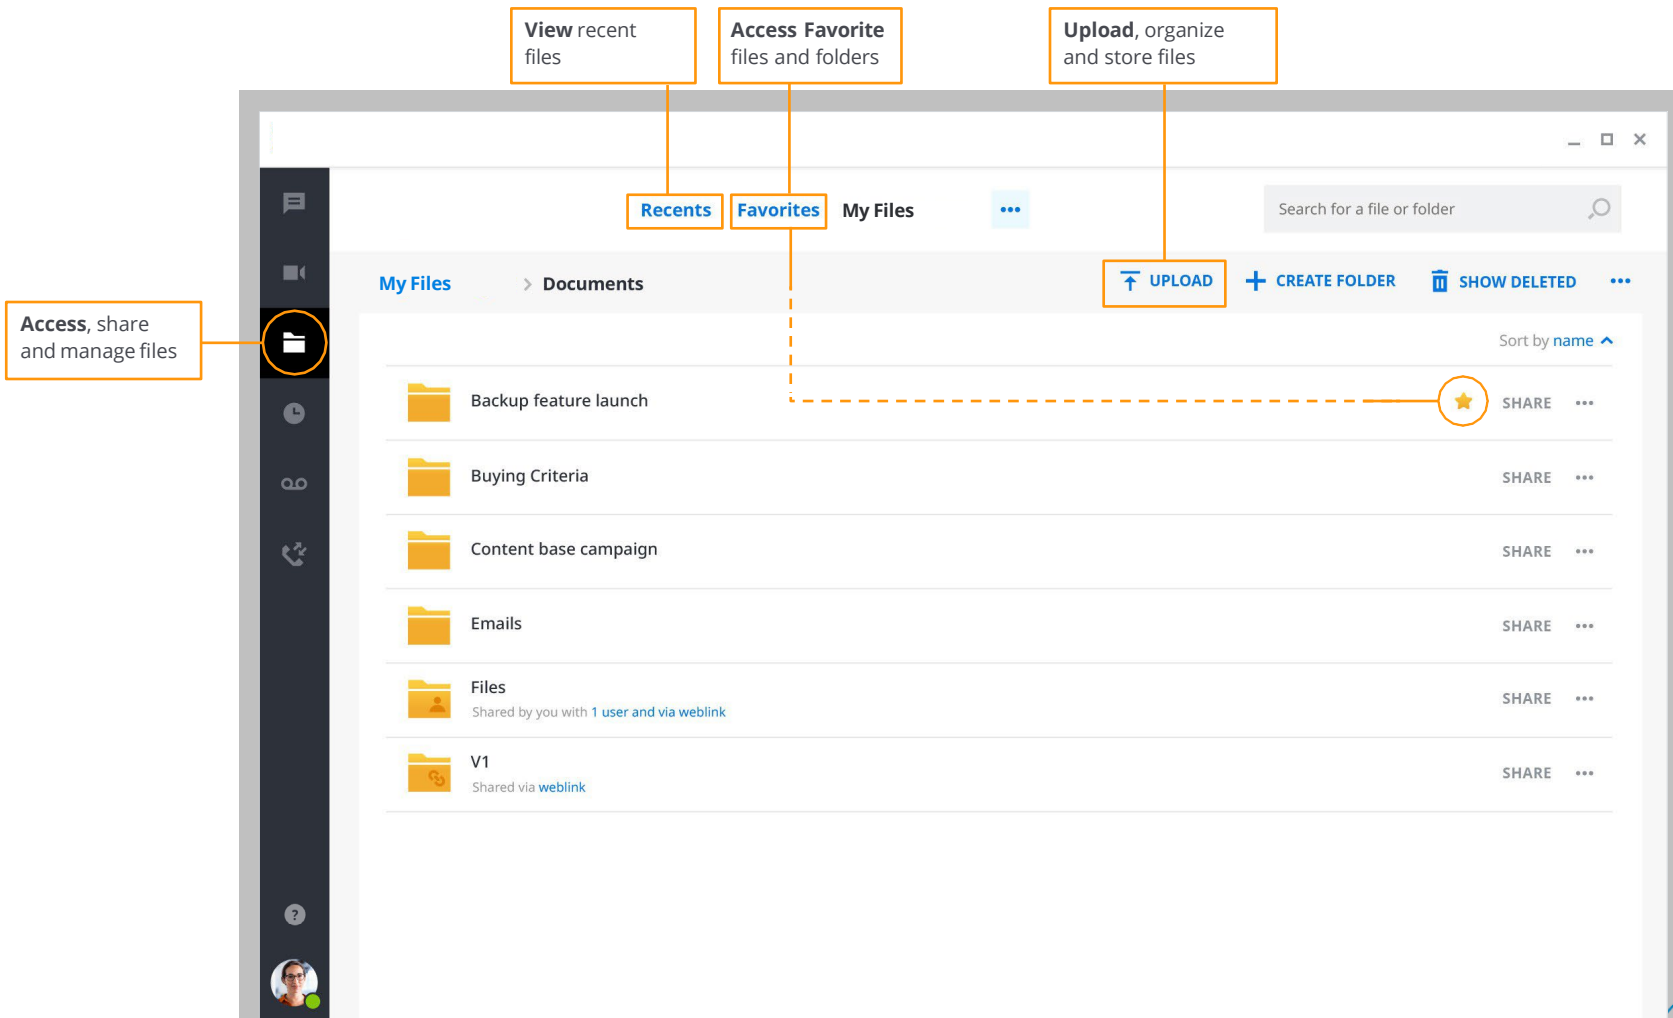 View recent
files
Access Favorite
files and folders
Upload, organize
and store files
Recents
Favorites
My Files
Search for a file or folder
My Files
Documents
UPLOAD
CREATE FOLDER
SHOW DELETED
Access, share
and manage files
Sort by name
Backup feature launch
SHARE
Buying Criteria
SHARE
Content base campaign
SHARE
Emails
SHARE
Files
Shared by you with 1 user and via weblink
SHARE
V1
Shared via weblink
SHARE
?